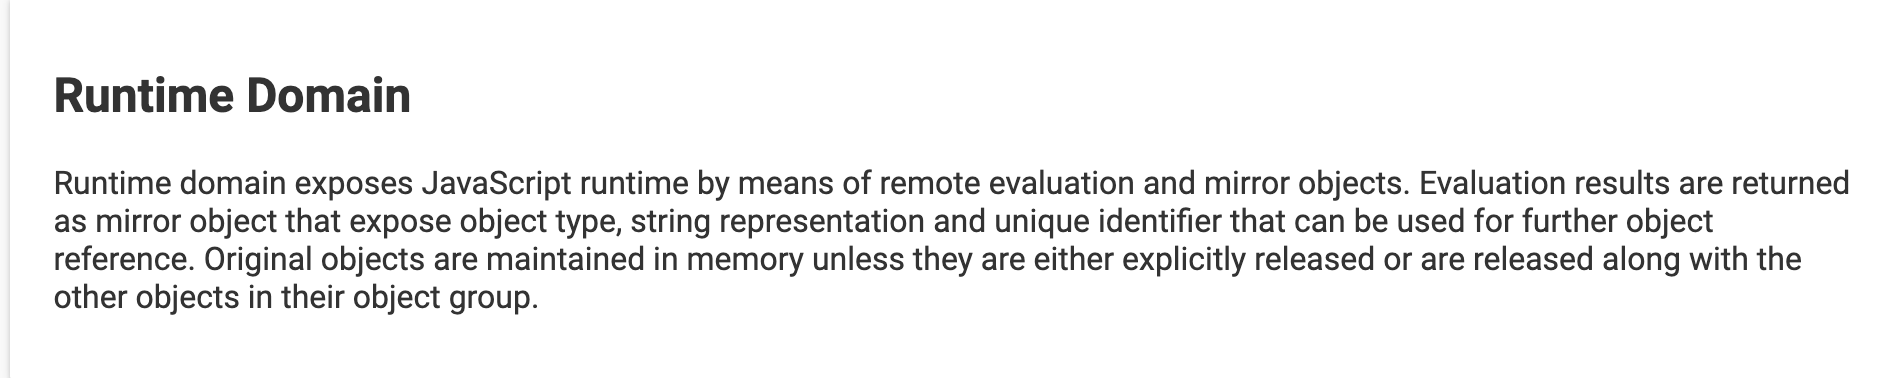 Runtime Domain
Runtime domain exposes JavaScript runtime by means of remote evaluation and mirror objects. Evaluation results are returned
as mirror object that expose object type, string representation and unique identifier that can be used for further object
reference. Original objects are maintained in memory unless they are either explicitly released or are released along with the
other objects in their object group.